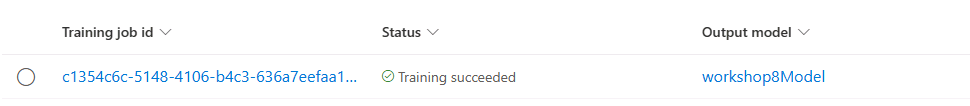 Training job id Status Output model
c1354c6c-5148-4106-b4c3-636a7eefaa1... Training succeeded workshop8Model